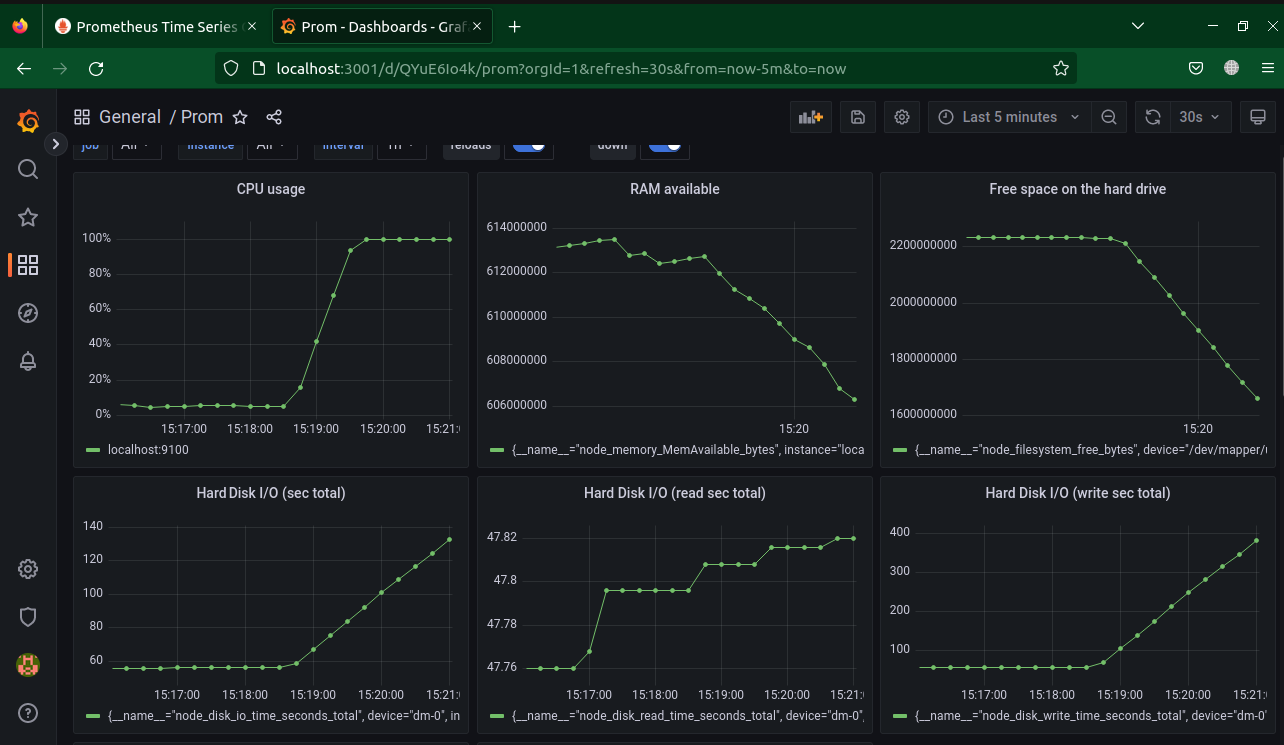 Prometheus Time Series
Prom - Dashboards - Graf
localhost:3001/d/QYuE6Io4k/prom?orgId=1&refresh=30s&from=now-5m&to=now
General / Prom
Last 5 minutes
30s
job
All
instance
All
interval
1m
reloads
down
CPU usage
100%
80%
60%
40%
20%
0%
15:17:00 15:18:00 15:19:00 15:20:00 15:21:
localhost:9100
RAM available
614000000
612000000
610000000
608000000
606000000
15:20
{__name__="node_memory_MemAvailable_bytes", instance="loca
Free space on the hard drive
2200000000
2000000000
1800000000
1600000000
15:20
{__name__="node_filesystem_free_bytes", device="/dev/mapper/
Hard Disk I/O (sec total)
140
120
100
80
60
15:17:00 15:18:00 15:19:00 15:20:00 15:21:
{__name__="node_disk_io_time_seconds_total", device="dm-0", in
Hard Disk I/O (read sec total)
47.82
47.8
47.78
47.76
15:17:00 15:18:00 15:19:00 15:20:00 15:21:
{__name__="node_disk_read_time_seconds_total", device="dm-0",
Hard Disk I/O (write sec total)
400
300
200
100
15:17:00 15:18:00 15:19:00 15:20:00 15:21:
{__name__="node_disk_write_time_seconds_total", device="dm-0"